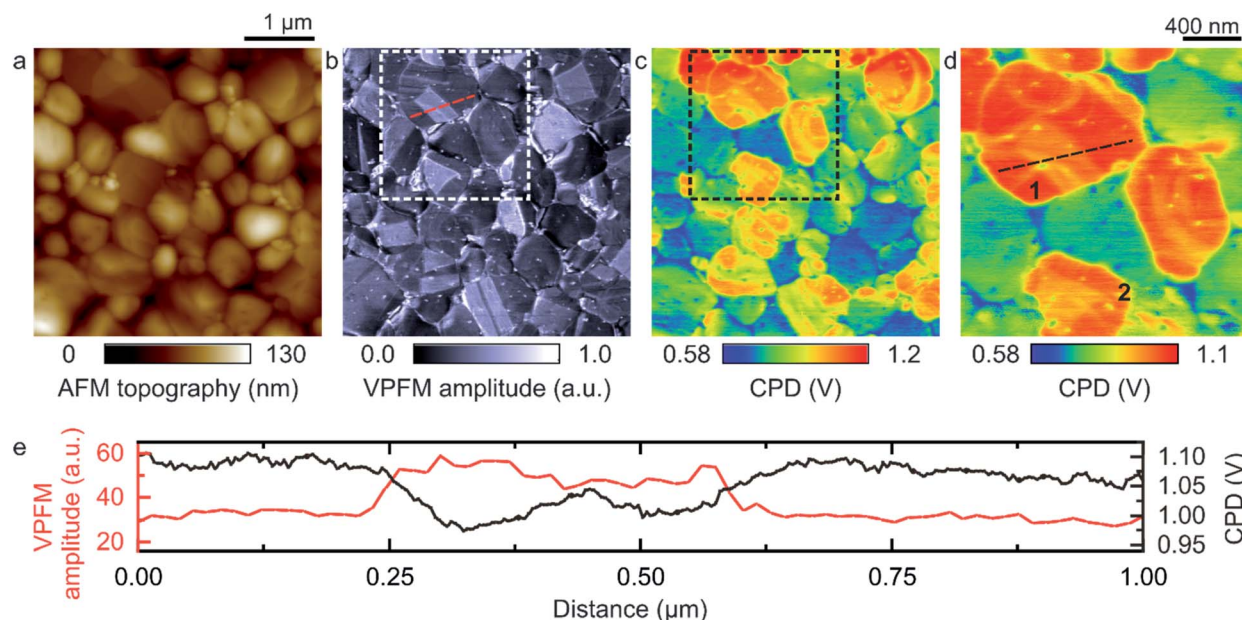 1 µm
400 nm
a
b
c
d
1
2
0 130
AFM topography (nm)
0.0 1.0
VPFM amplitude (a.u.)
0.58 1.2
CPD (V)
0.58 1.1
CPD (V)
e
VPFM
amplitude (a.u.)
60
40
20
1.10
1.05
1.00
0.95
CPD (V)
0.00 0.25 0.50 0.75 1.00
Distance (µm)